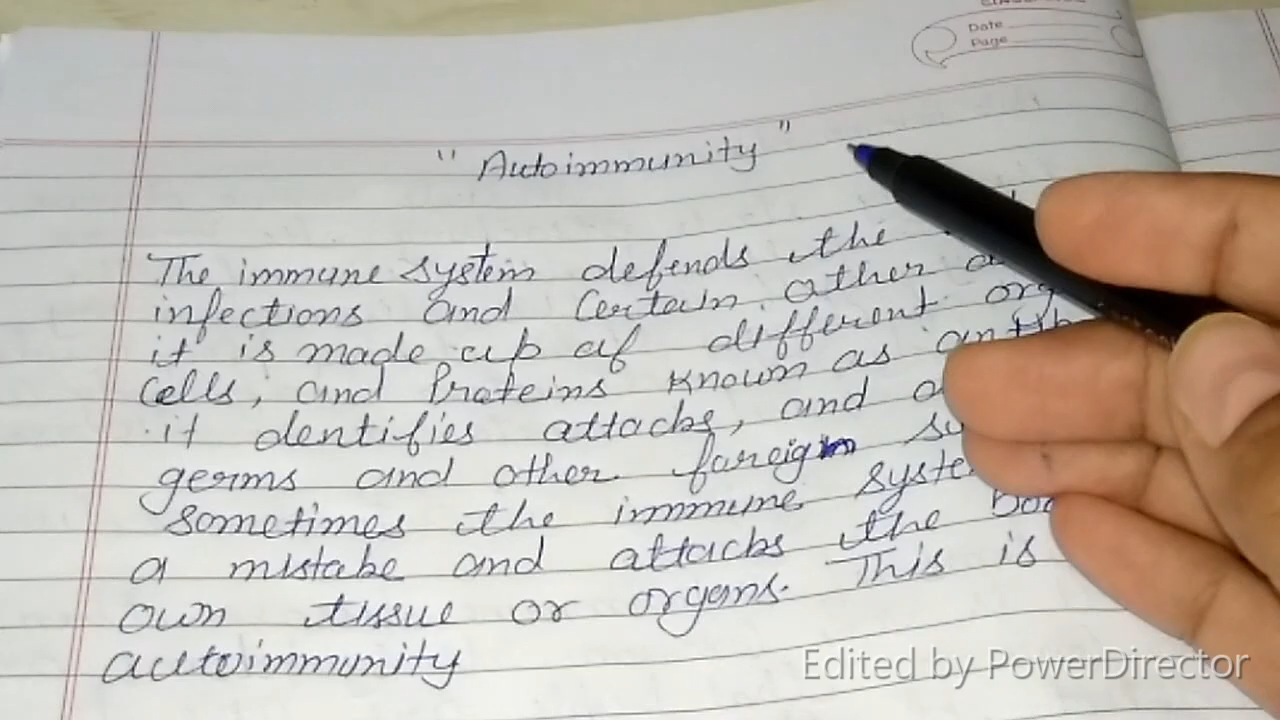 Date
Page
" Autoimmunity "
The immune system defends the
infections and certain other
it is made up of different
cells, and Proteins known as
it dentifies attacks, and
germs and other foreign
sometimes the immune
a mistake and attacks the
own tissue or organs. This is
autoimmunity
Edited by PowerDirector